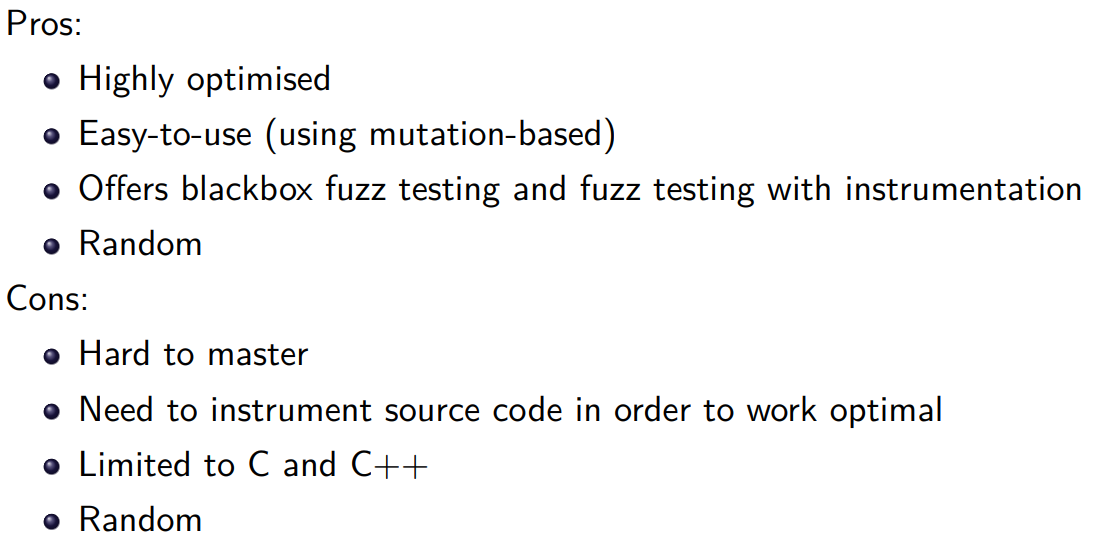 Pros:
Highly optimised
Easy-to-use (using mutation-based)
Offers blackbox fuzz testing and fuzz testing with instrumentation
Random
Cons:
Hard to master
Need to instrument source code in order to work optimal
Limited to C and C++
Random